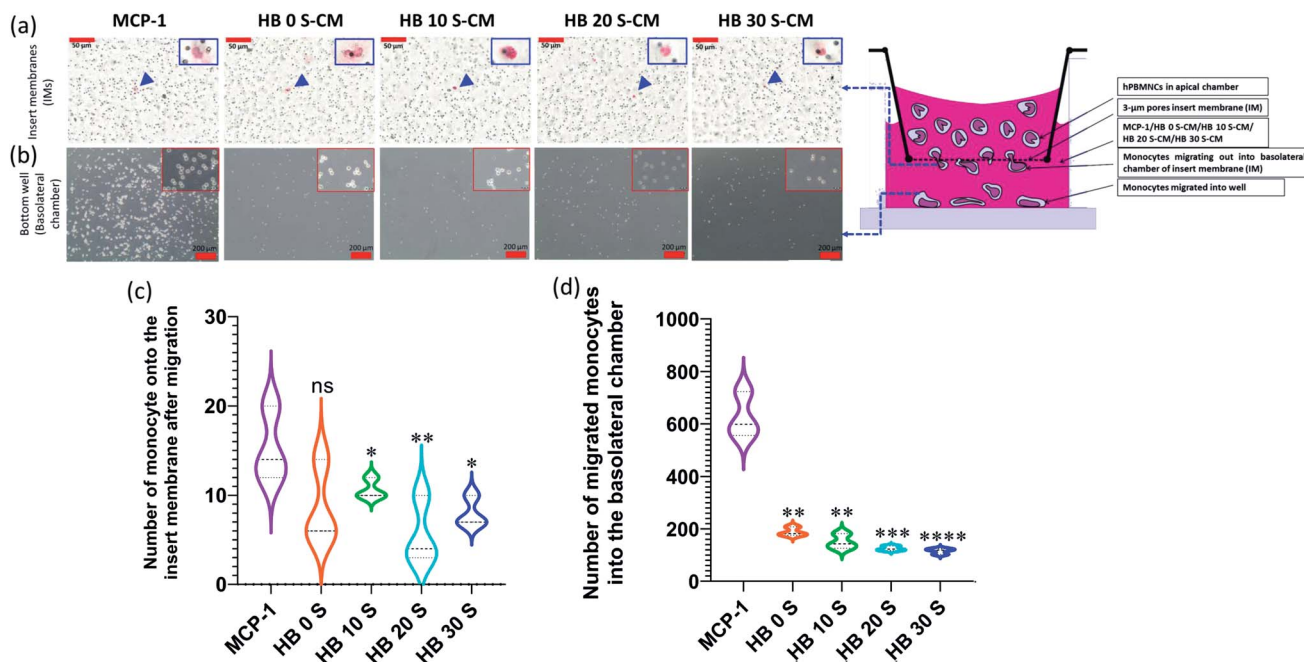 (a)
MCP-1
HB 0 S-CM
HB 10 S-CM
HB 20 S-CM
HB 30 S-CM
Insert membranes
(IMs)
50 µm
50 µm
50 µm
50 µm
50 µm
hPBMNCs in apical chamber
3-µm pores insert membrane (IM)
MCP-1/HB 0 S-CM/HB 10 S-CM/
HB 20 S-CM/HB 30 S-CM
Monocytes migrating out into basolateral
chamber of insert membrane (IM)
Monocytes migrated into well
(b)
Bottom well
(Basolateral
chamber)
200 µm
200 µm
200 µm
200 µm
200 µm
(c)
Number of monocyte onto the
insert membrane after migration
30
20
10
0
ns
*
**
*
MCP-1
HB 0 S
HB 10 S
HB 20 S
HB 30 S
(d)
Number of migrated monocytes
into the basolateral chamber
1000
800
600
400
200
0
**
**
***
****
MCP-1
HB 0 S
HB 10 S
HB 20 S
HB 30 S